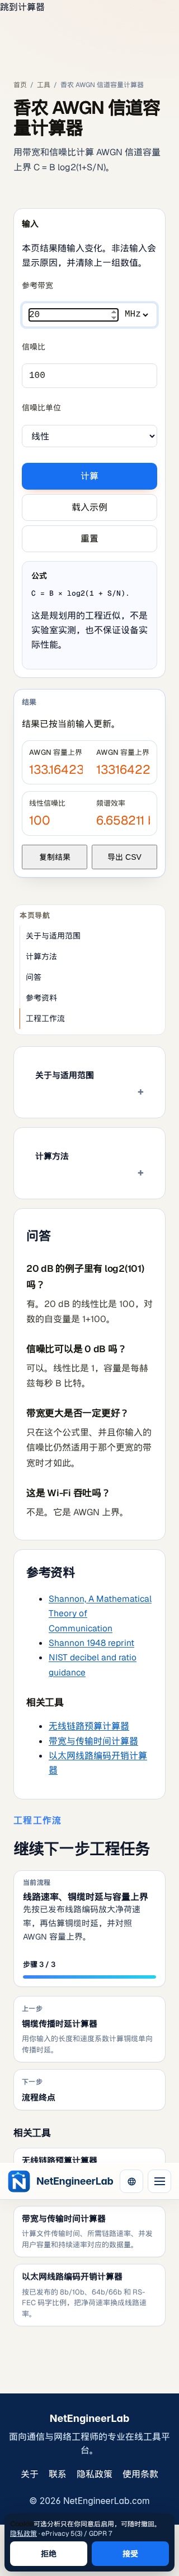 跳到计算器
首页 / 工具 / 香农 AWGN 信道容量计算器
香农 AWGN 信道容
量计算器
用带宽和信噪比计算 AWGN 信道容量
上界 C = B log2(1+S/N)。
输入
本页结果随输入变化。非法输入会
显示原因，并清除上一组数值。
参考带宽
20 MHz
信噪比
100
信噪比单位
线性
计算
载入示例
重置
公式
C = B × log2(1 + S/N).
这是规划用的工程近似，不是
实验室实测，也不保证设备实
际性能。
结果
结果已按当前输入更新。
AWGN 容量上界 AWGN 容量上界
133.16423 13316422
线性信噪比 频谱效率
100 6.658211
复制结果 导出 CSV
本页导航
关于与适用范围
计算方法
问答
参考资料
工程工作流
关于与适用范围
+
计算方法
+
问答
20 dB 的例子里有 log2(101)
吗？
有。20 dB 的线性比是 100，对
数的自变量是 1+100。
信噪比可以是 0 dB 吗？
可以。线性比是 1，容量是每赫
兹每秒 B 比特。
带宽更大是否一定更好？
只在这个公式里、并且你输入的
信噪比仍然适用于那个更宽的带
宽时才如此。
这是 Wi-Fi 吞吐吗？
不是。它是 AWGN 上界。
参考资料
Shannon, A Mathematical
Theory of
Communication
Shannon 1948 reprint
NIST decibel and ratio
guidance
相关工具
无线链路预算计算器
带宽与传输时间计算器
以太网线路编码开销计算
器
工程工作流
继续下一步工程任务
当前流程
线路速率、铜缆时延与容量上界
先按已发布线路编码放大净荷速
率，再估算铜缆时延，并对照
AWGN 容量上界。
步骤 3 / 3
上一步
铜缆传播时延计算器
用你输入的长度和速度系数计算铜缆单向
传播时延。
下一步
流程终点
相关工具
无线链路预算计算器
NetEngineerLab
带宽与传输时间计算器
计算文件传输时间、所需链路速率、并发
用户容量和持续速率对应的数据量。
以太网线路编码开销计算器
按已发布的 8b/10b、64b/66b 和 RS-
FEC 码字比例，把净荷速率换成线路速
率。
NetEngineerLab
面向通信与网络工程师的专业在线工具平
台。
关于 联系 隐私政策 使用条款
© 2026 NetEngineerLab.com
可选分析只在你同意后启用，可随时撤回。
隐私政策 · ePrivacy 5(3) / GDPR 7
拒绝 接受